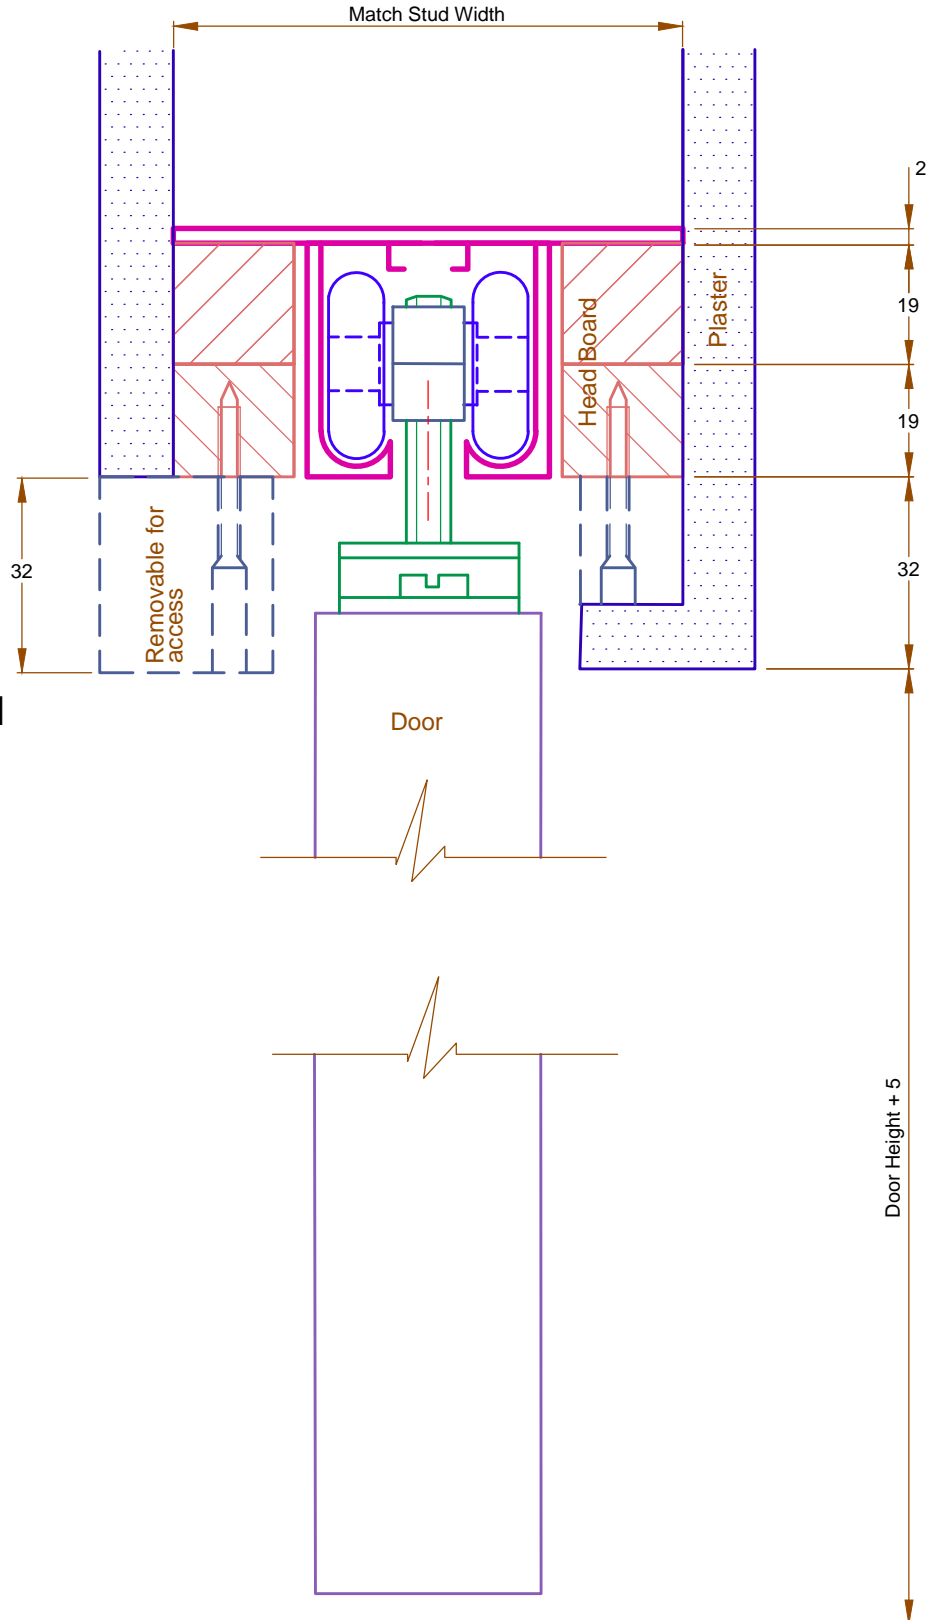 Match Stud Width
2
19
Plaster
Head Board
19
32
32
Removable for
access
Door
Door Height + 5